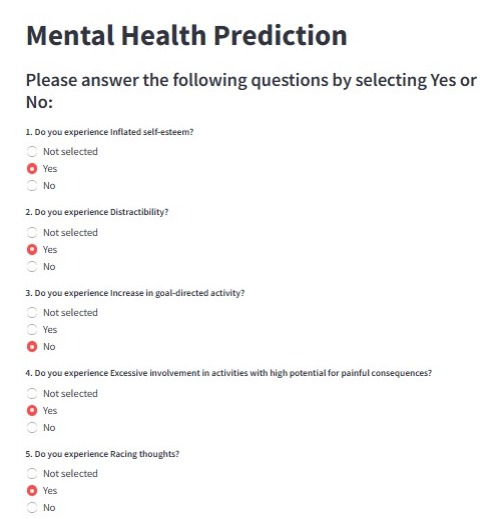 Mental Health Prediction
Please answer the following questions by selecting Yes or
No:
1. Do you experience Inflated self-esteem?
Not selected
Yes
No
2. Do you experience Distractibility?
Not selected
Yes
No
3. Do you experience Increase in goal-directed activity?
Not selected
Yes
No
4. Do you experience Excessive involvement in activities with high potential for painful consequences?
Not selected
Yes
No
5. Do you experience Racing thoughts?
Not selected
Yes
No